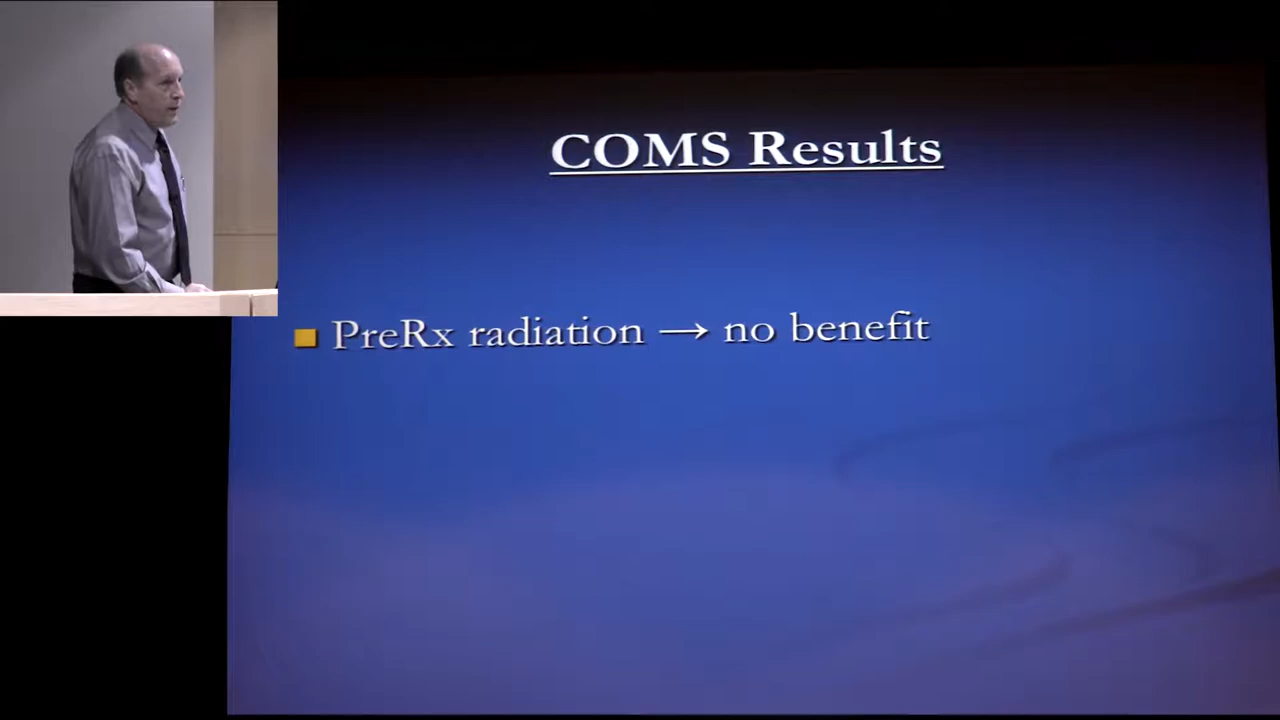 COMS Results
PreRx radiation → no benefit